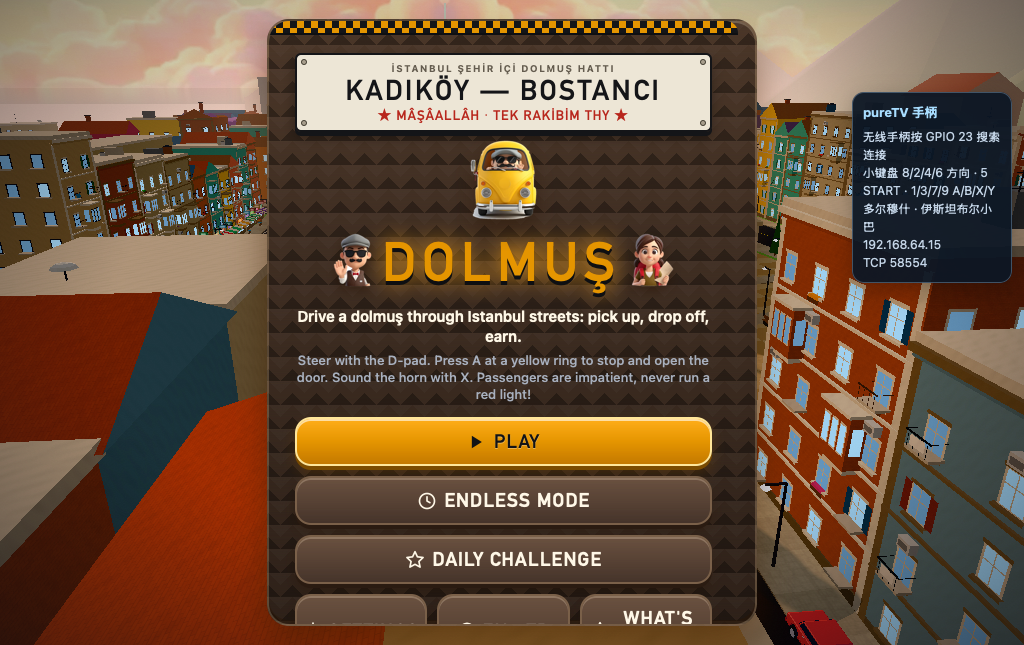 İSTANBUL ŞEHİR İÇİ DOLMUŞ HATTI
KADIKÖY — BOSTANCI
★ MÂŞÂALLÂH · TEK RAKİBİM THY ★
DOLMUŞ
Drive a dolmuş through Istanbul streets: pick up, drop off,
earn.
Steer with the D-pad. Press A at a yellow ring to stop and open the
door. Sound the horn with X. Passengers are impatient, never run a
red light!
PLAY
ENDLESS MODE
DAILY CHALLENGE
WHAT'S
pureTV 手柄
无线手柄按 GPIO 23 搜索
连接
小键盘 8/2/4/6 方向 · 5
START · 1/3/7/9 A/B/X/Y
多尔穆什 · 伊斯坦布尔小
巴
192.168.64.15
TCP 58554